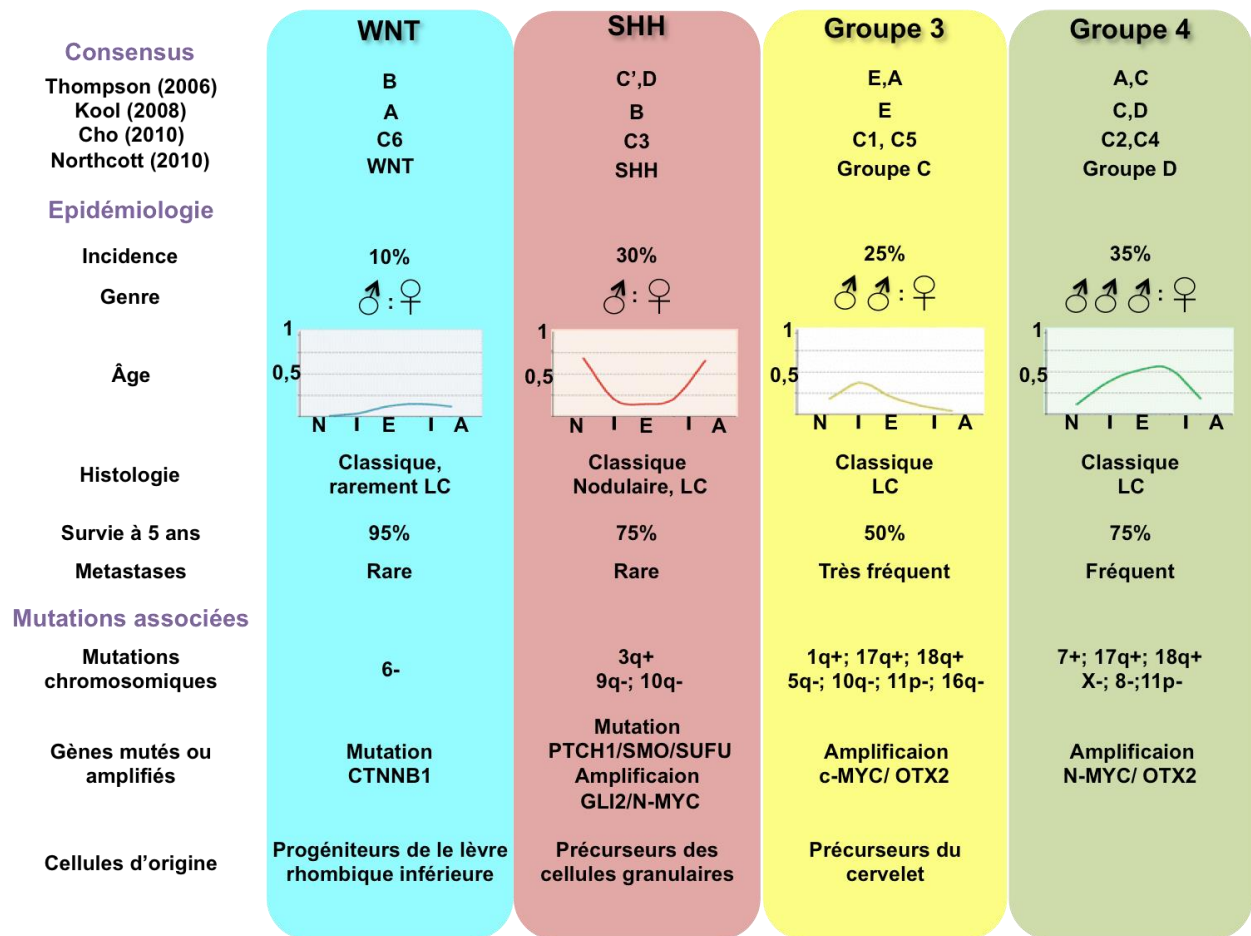 WNT SHH Groupe 3 Groupe 4
Consensus
Thompson (2006) B C’,D E,A A,C
Kool (2008) A B E C,D
Cho (2010) C6 C3 C1, C5 C2,C4
Northcott (2010) WNT SHH Groupe C Groupe D
Epidémiologie
Incidence 10% 30% 25% 35%
Genre ♂ : ♀ ♂ : ♀ ♂ ♂ : ♀ ♂ ♂ ♂ : ♀
1 1 1 1
Âge 0,5 0,5 0,5 0,5
N I E I A N I E I A N I E I A N I E I A
Histologie
Classique, Classique Classique Classique
rarement LC Nodulaire, LC LC LC
Survie à 5 ans 95% 75% 50% 75%
Metastases Rare Rare Très fréquent Fréquent
Mutations associées
Mutations 3q+ 1q+; 17q+; 18q+ 7+; 17q+; 18q+
chromosomiques 6- 9q-; 10q- 5q-; 10q-; 11p-; 16q- X-; 8-;11p-
Mutation
Gènes mutés ou Mutation PTCH1/SMO/SUFU Amplificaion Amplificaion
amplifiés CTNNB1 Amplificaion c-MYC/ OTX2 N-MYC/ OTX2
GLI2/N-MYC
Cellules d’origine
Progéniteurs de le lèvre Précurseurs des Précurseurs du
rhombique inférieure cellules granulaires cervelet